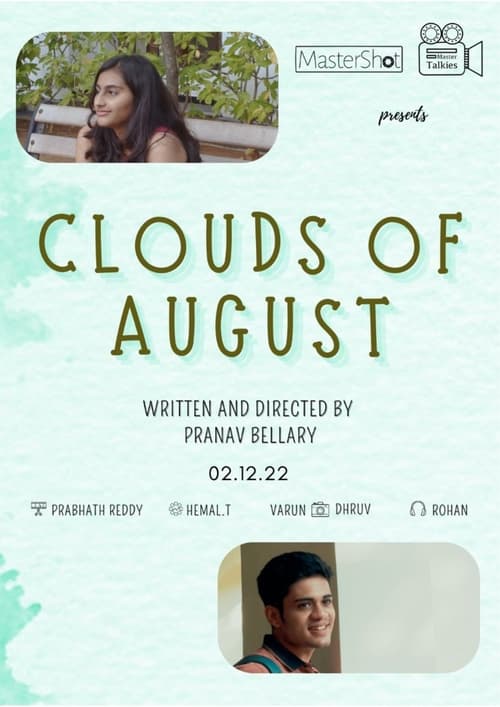 MasterShot
Master
Talkies
presents
CLOUDS OF
AUGUST
WRITTEN AND DIRECTED BY
PRANAV BELLARY
02.12.22
PRABHATH REDDY HEMAL.T VARUN DHRUV ROHAN